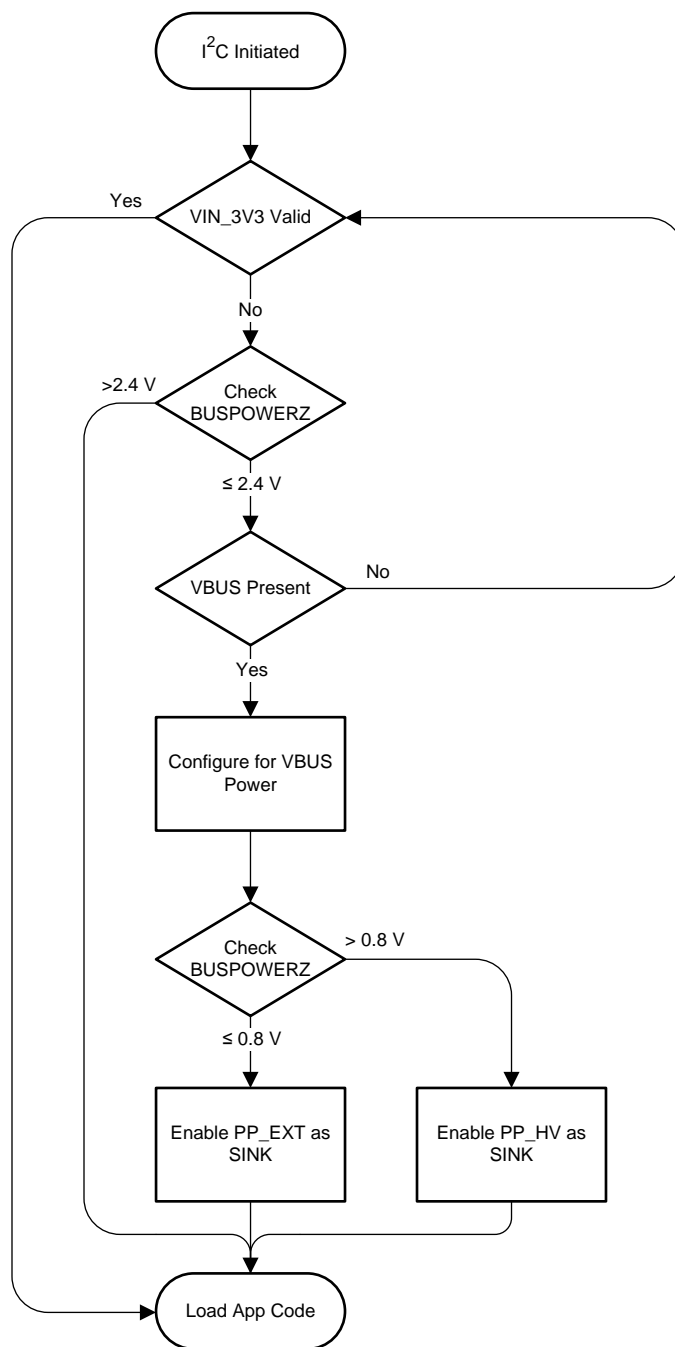 I²C Initiated
Yes
VIN_3V3 Valid
No
>2.4 V
Check
BUSPOWERZ
≤ 2.4 V
VBUS Present
No
Yes
Configure for VBUS
Power
Check
BUSPOWERZ
> 0.8 V
≤ 0.8 V
Enable PP_EXT as
SINK
Enable PP_HV as
SINK
Load App Code